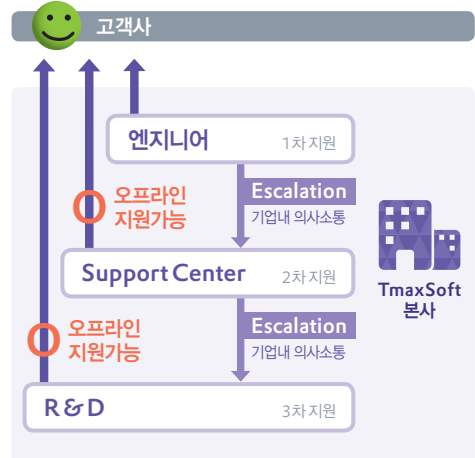 고객사
엔지니어 1차 지원
오프라인
지원가능
Escalation
기업내 의사소통
Support Center 2차 지원
TmaxSoft
본사
오프라인
지원가능
Escalation
기업내 의사소통
R&D 3차 지원